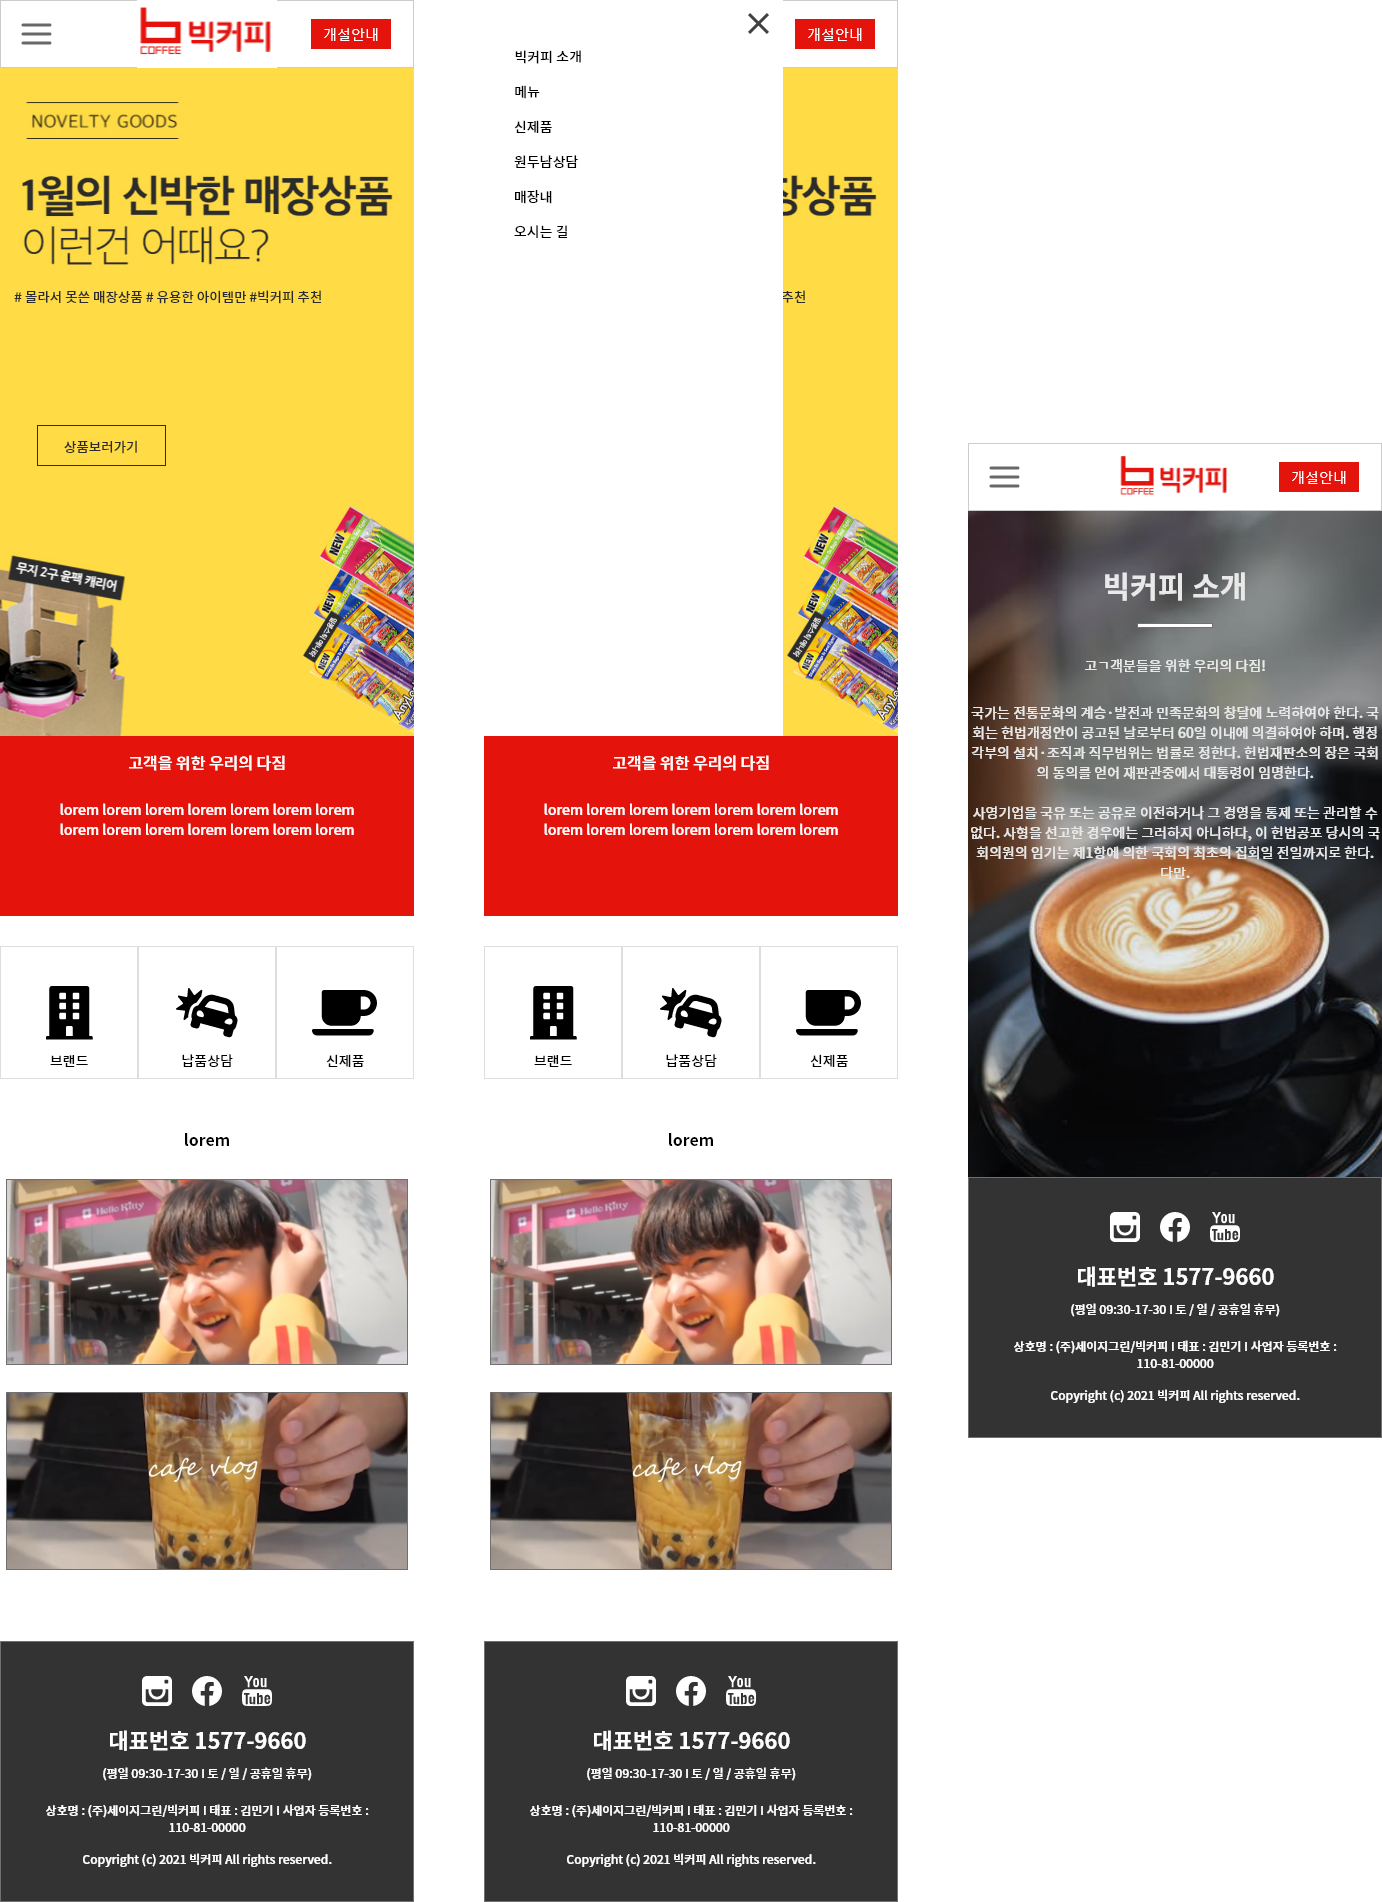 COFFEE 빅커피
개설안내
NOVELTY GOODS
1월의 신박한 매장상품
이런건 어때요?
# 몰라서 못쓴 매장상품 # 유용한 아이템만 #빅커피 추천
상품보러가기
무지 2구 윤팩 캐리어
NEW
NEW
NEW
고객을 위한 우리의 다짐
lorem lorem lorem lorem lorem lorem lorem
lorem lorem lorem lorem lorem lorem lorem
브랜드
납품상담
신제품
lorem
Hello Kitty
cafe vlog
You
Tube
대표번호 1577-9660
(평일 09:30-17-30 I 토 / 일 / 공휴일 휴무)
상호명 : (주)세이지그린/빅커피 I 태표 : 김민기 I 사업자 등록번호 :
110-81-00000
Copyright (c) 2021 빅커피 All rights reserved.
빅커피 소개
메뉴
신제품
원두남상담
매장내
오시는 길
개설안내
장상품
추천
NEW
NEW
NEW
고객을 위한 우리의 다짐
lorem lorem lorem lorem lorem lorem lorem
lorem lorem lorem lorem lorem lorem lorem
브랜드
납품상담
신제품
lorem
Hello Kitty
cafe vlog
You
Tube
대표번호 1577-9660
(평일 09:30-17-30 I 토 / 일 / 공휴일 휴무)
상호명 : (주)세이지그린/빅커피 I 태표 : 김민기 I 사업자 등록번호 :
110-81-00000
Copyright (c) 2021 빅커피 All rights reserved.
COFFEE 빅커피
개설안내
빅커피 소개
고ㄱ객분들을 위한 우리의 다짐!
국가는 전통문화의 계승·발전과 민족문화의 창달에 노력하여야 한다. 국
회는 헌법개정안이 공고된 날로부터 60일 이내에 의결하여야 하며. 행정
각부의 설치·조직과 직무범위는 법률로 정한다. 헌법재판소의 장은 국회
의 동의를 얻어 재판관중에서 대통령이 임명한다.
사영기업을 국유 또는 공유로 이전하거나 그 경영을 통제 또는 관리할 수
없다. 사형을 선고한 경우에는 그러하지 아니하다, 이 헌법공포 당시의 국
회의원의 임기는 제1항에 의한 국회의 최초의 집회일 전일까지로 한다.
다만.
You
Tube
대표번호 1577-9660
(평일 09:30-17-30 I 토 / 일 / 공휴일 휴무)
상호명 : (주)세이지그린/빅커피 I 태표 : 김민기 I 사업자 등록번호 :
110-81-00000
Copyright (c) 2021 빅커피 All rights reserved.